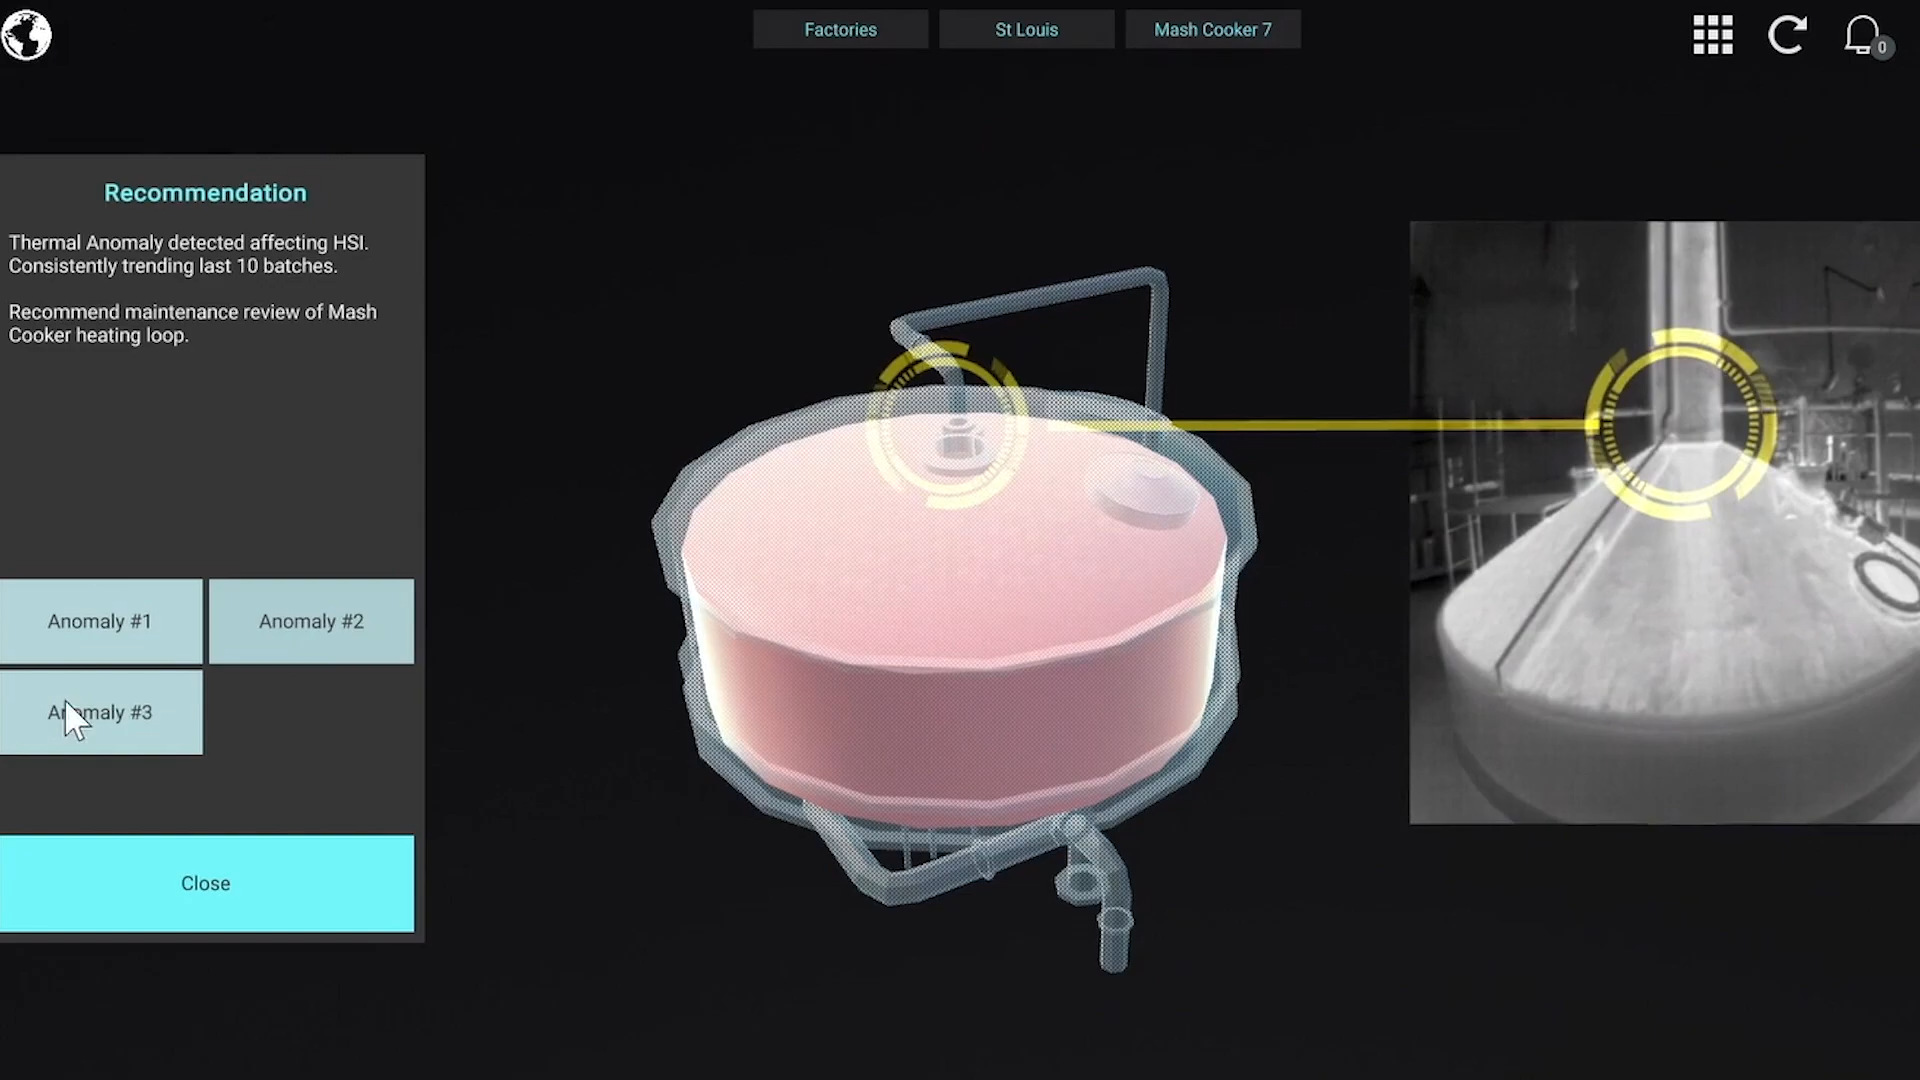 Factories
St Louis
Mash Cooker 7
0
Recommendation
Thermal Anomaly detected affecting HSI.
Consistently trending last 10 batches.
Recommend maintenance review of Mash
Cooker heating loop.
Anomaly #1
Anomaly #2
Anomaly #3
Close